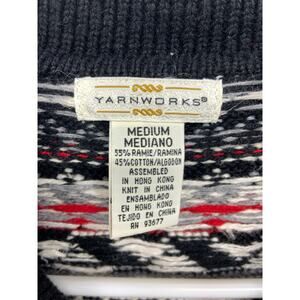 YARNWORKS®
MEDIUM
MEDIANO
55% RAMIE/RAMINA
45% COTTON/ALGODON
ASSEMBLED
IN HONG KONG
KNIT IN CHINA
ENSAMBLADO
EN HONG KONG
TEJIDO EN CHINA
RN 93677